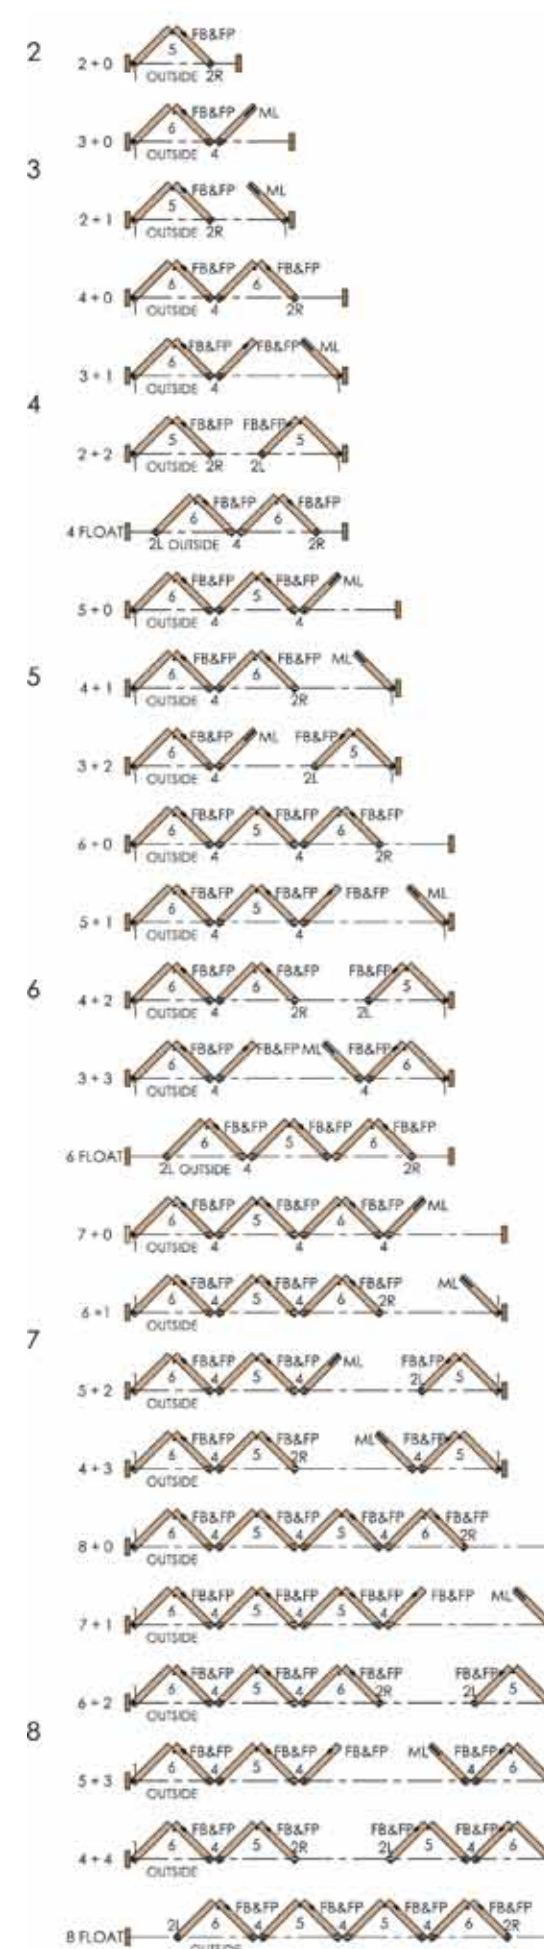 2
FB&FP
5
2+0
OUTSIDE 2R
FB&FP ML
6
3+0
OUTSIDE 4
3
FB&FP ML
5
2+1
OUTSIDE 2R
FB&FP FB&FP
6 6
4+0
OUTSIDE 4 2R
FB&FP FB&FP ML
6
3+1
OUTSIDE 4
4
FB&FP FB&FP
5 5
2+2
OUTSIDE 2R 2L
FB&FP FB&FP
6 6
4 FLOAT
2L OUTSIDE 4 2R
FB&FP FB&FP ML
6 5
5+0
OUTSIDE 4 4
5
FB&FP FB&FP ML
6 6
4+1
OUTSIDE 4 2R
FB&FP ML FB&FP
6 5
3+2
OUTSIDE 4 2L
FB&FP FB&FP FB&FP
6 5 6
6+0
OUTSIDE 4 4 2R
FB&FP FB&FP FB&FP ML
6 5
5+1
OUTSIDE 4 4
6
FB&FP FB&FP FB&FP
6 6 5
4+2
OUTSIDE 4 2R 2L
FB&FP FB&FP ML FB&FP
6 6
3+3
OUTSIDE 4 4
FB&FP FB&FP FB&FP
6 5 6
6 FLOAT
2L OUTSIDE 4 2R
FB&FP FB&FP FB&FP ML
6 5 6
7+0
OUTSIDE 4 4 4
FB&FP FB&FP FB&FP ML
6 4 5 4 6 2R
6+1
OUTSIDE
7
FB&FP FB&FP ML FB&FP
6 4 5 4 2L 5
5+2
OUTSIDE
FB&FP FB&FP ML FB&FP
6 4 5 2R 4 5
4+3
OUTSIDE
FB&FP FB&FP FB&FP FB&FP
6 4 5 4 5 4 6 2R
8+0
OUTSIDE
FB&FP FB&FP FB&FP FB&FP ML
6 4 5 4 5 4
7+1
OUTSIDE
FB&FP FB&FP FB&FP FB&FP
6 4 5 4 6 2R 2L 5
6+2
OUTSIDE
8
FB&FP FB&FP FB&FP ML FB&FP
6 4 5 4 4 6
5+3
OUTSIDE
FB&FP FB&FP FB&FP FB&FP
6 4 5 2R 2L 5 4 6
4+4
OUTSIDE
FB&FP FB&FP FB&FP FB&FP
2L 6 4 5 4 5 4 6 2R
8 FLOAT
OUTSIDE